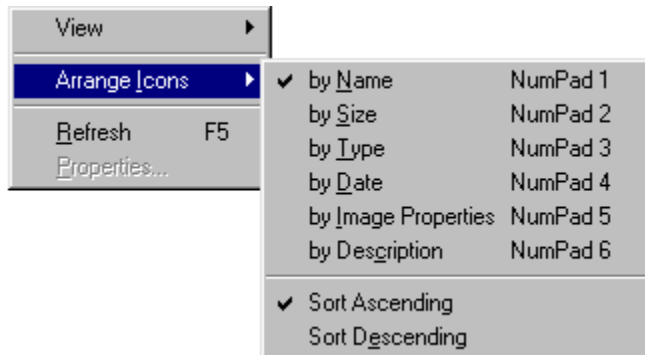 View
Arrange Icons
Refresh F5
Properties...
by Name NumPad 1
by Size NumPad 2
by Type NumPad 3
by Date NumPad 4
by Image Properties NumPad 5
by Description NumPad 6
Sort Ascending
Sort Descending